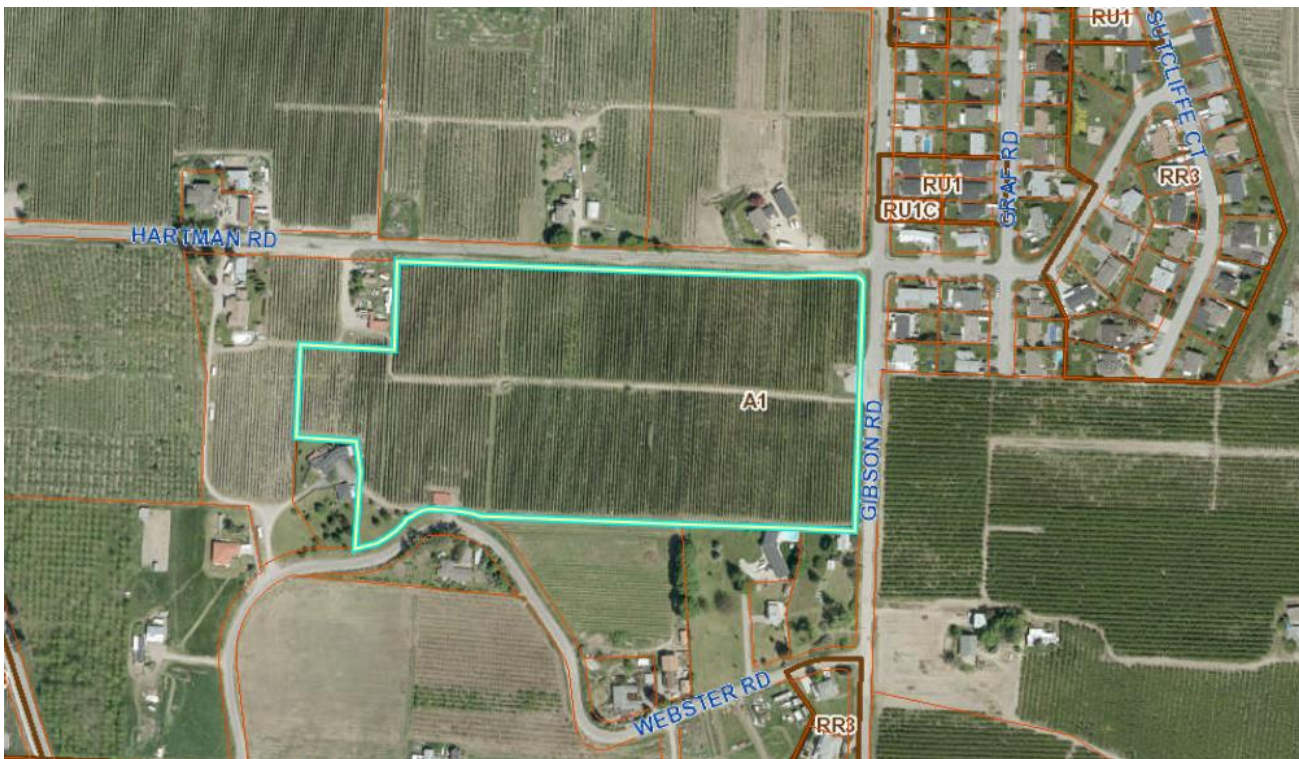 RU1
SUTCLIFFE CT
GRAF RD
RU1
RR3
RU1C
HARTMAN RD
A1
GIBSON RD
WEBSTER RD
RR3